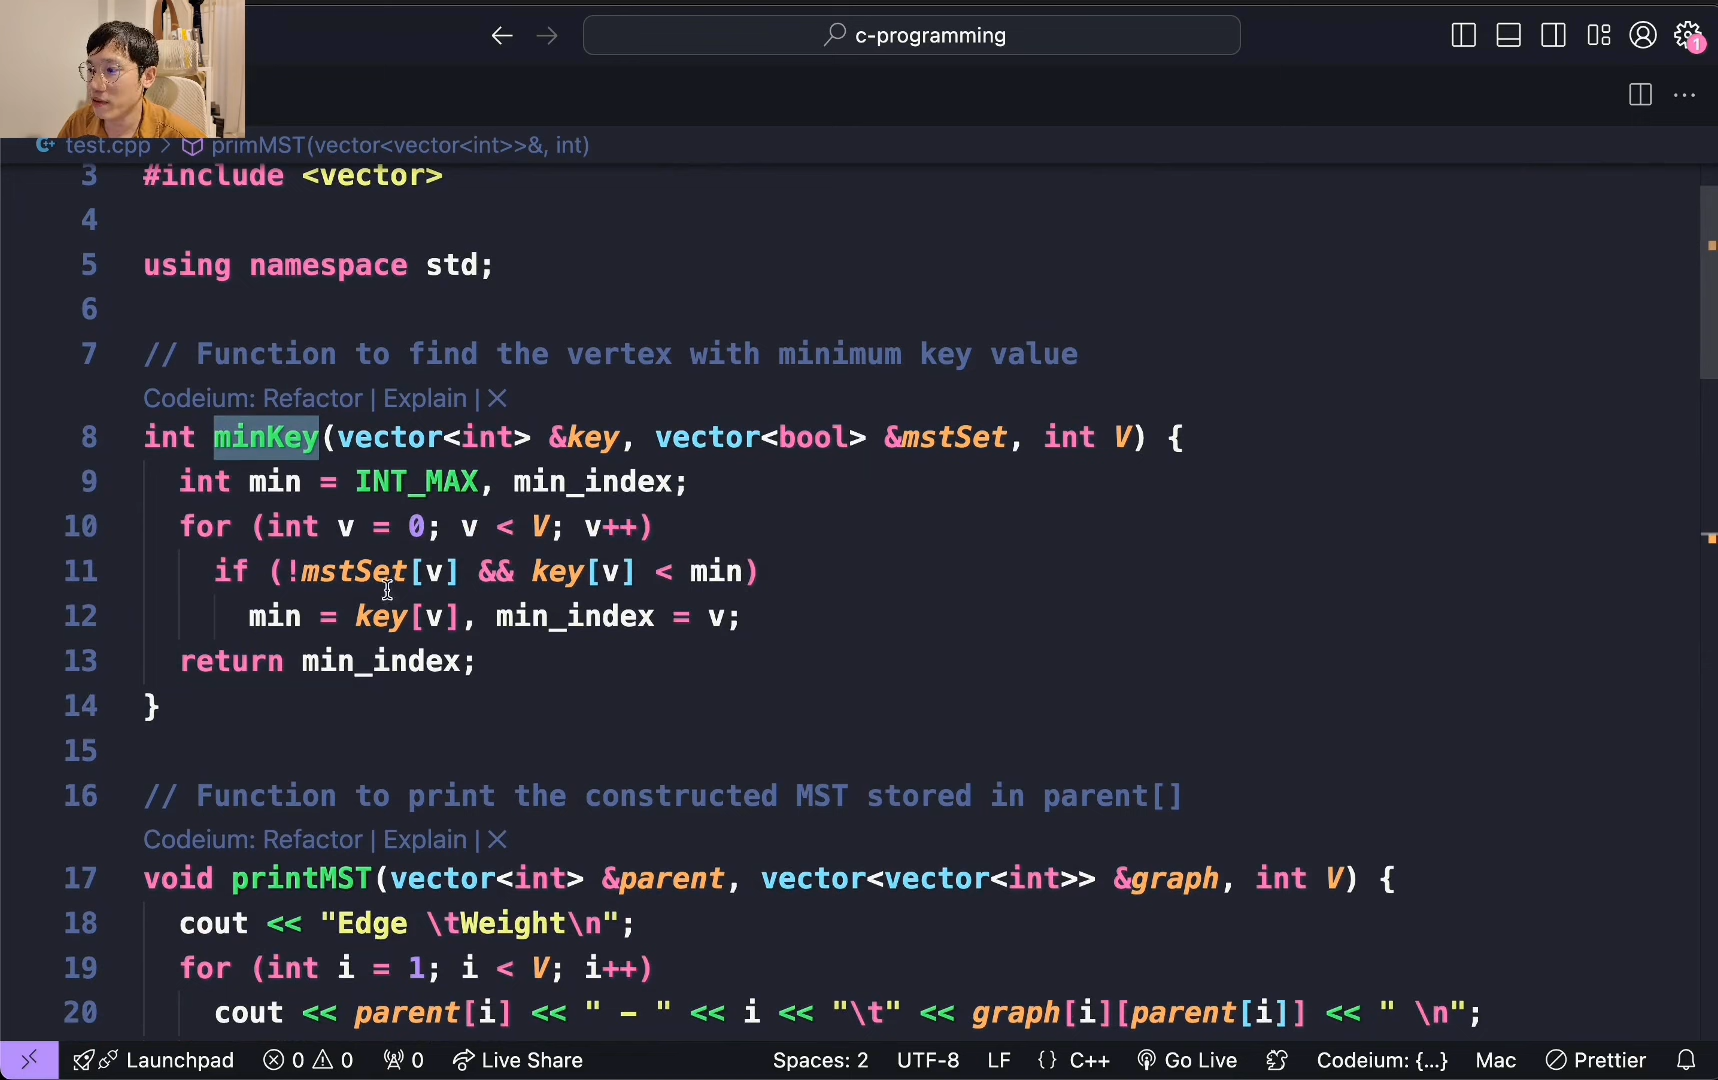 c-programming
1
test.cpp > primMST(vector<vector<int>>&, int)
3 #include <vector>
4
5 using namespace std;
6
7 // Function to find the vertex with minimum key value
Codeium: Refactor | Explain | ×
8 int minKey(vector<int> &key, vector<bool> &mstSet, int V) {
9 int min = INT_MAX, min_index;
10 for (int v = 0; v < V; v++)
11 if (!mstSet[v] && key[v] < min)
12 min = key[v], min_index = v;
13 return min_index;
14 }
15
16 // Function to print the constructed MST stored in parent[]
Codeium: Refactor | Explain | ×
17 void printMST(vector<int> &parent, vector<vector<int>> &graph, int V) {
18 cout << "Edge \tWeight\n";
19 for (int i = 1; i < V; i++)
20 cout << parent[i] << " - " << i << "\t" << graph[i][parent[i]] << " \n";
Launchpad 0 0 0 Live Share Spaces: 2 UTF-8 LF {} C++ Go Live Codeium: {...} Mac Prettier